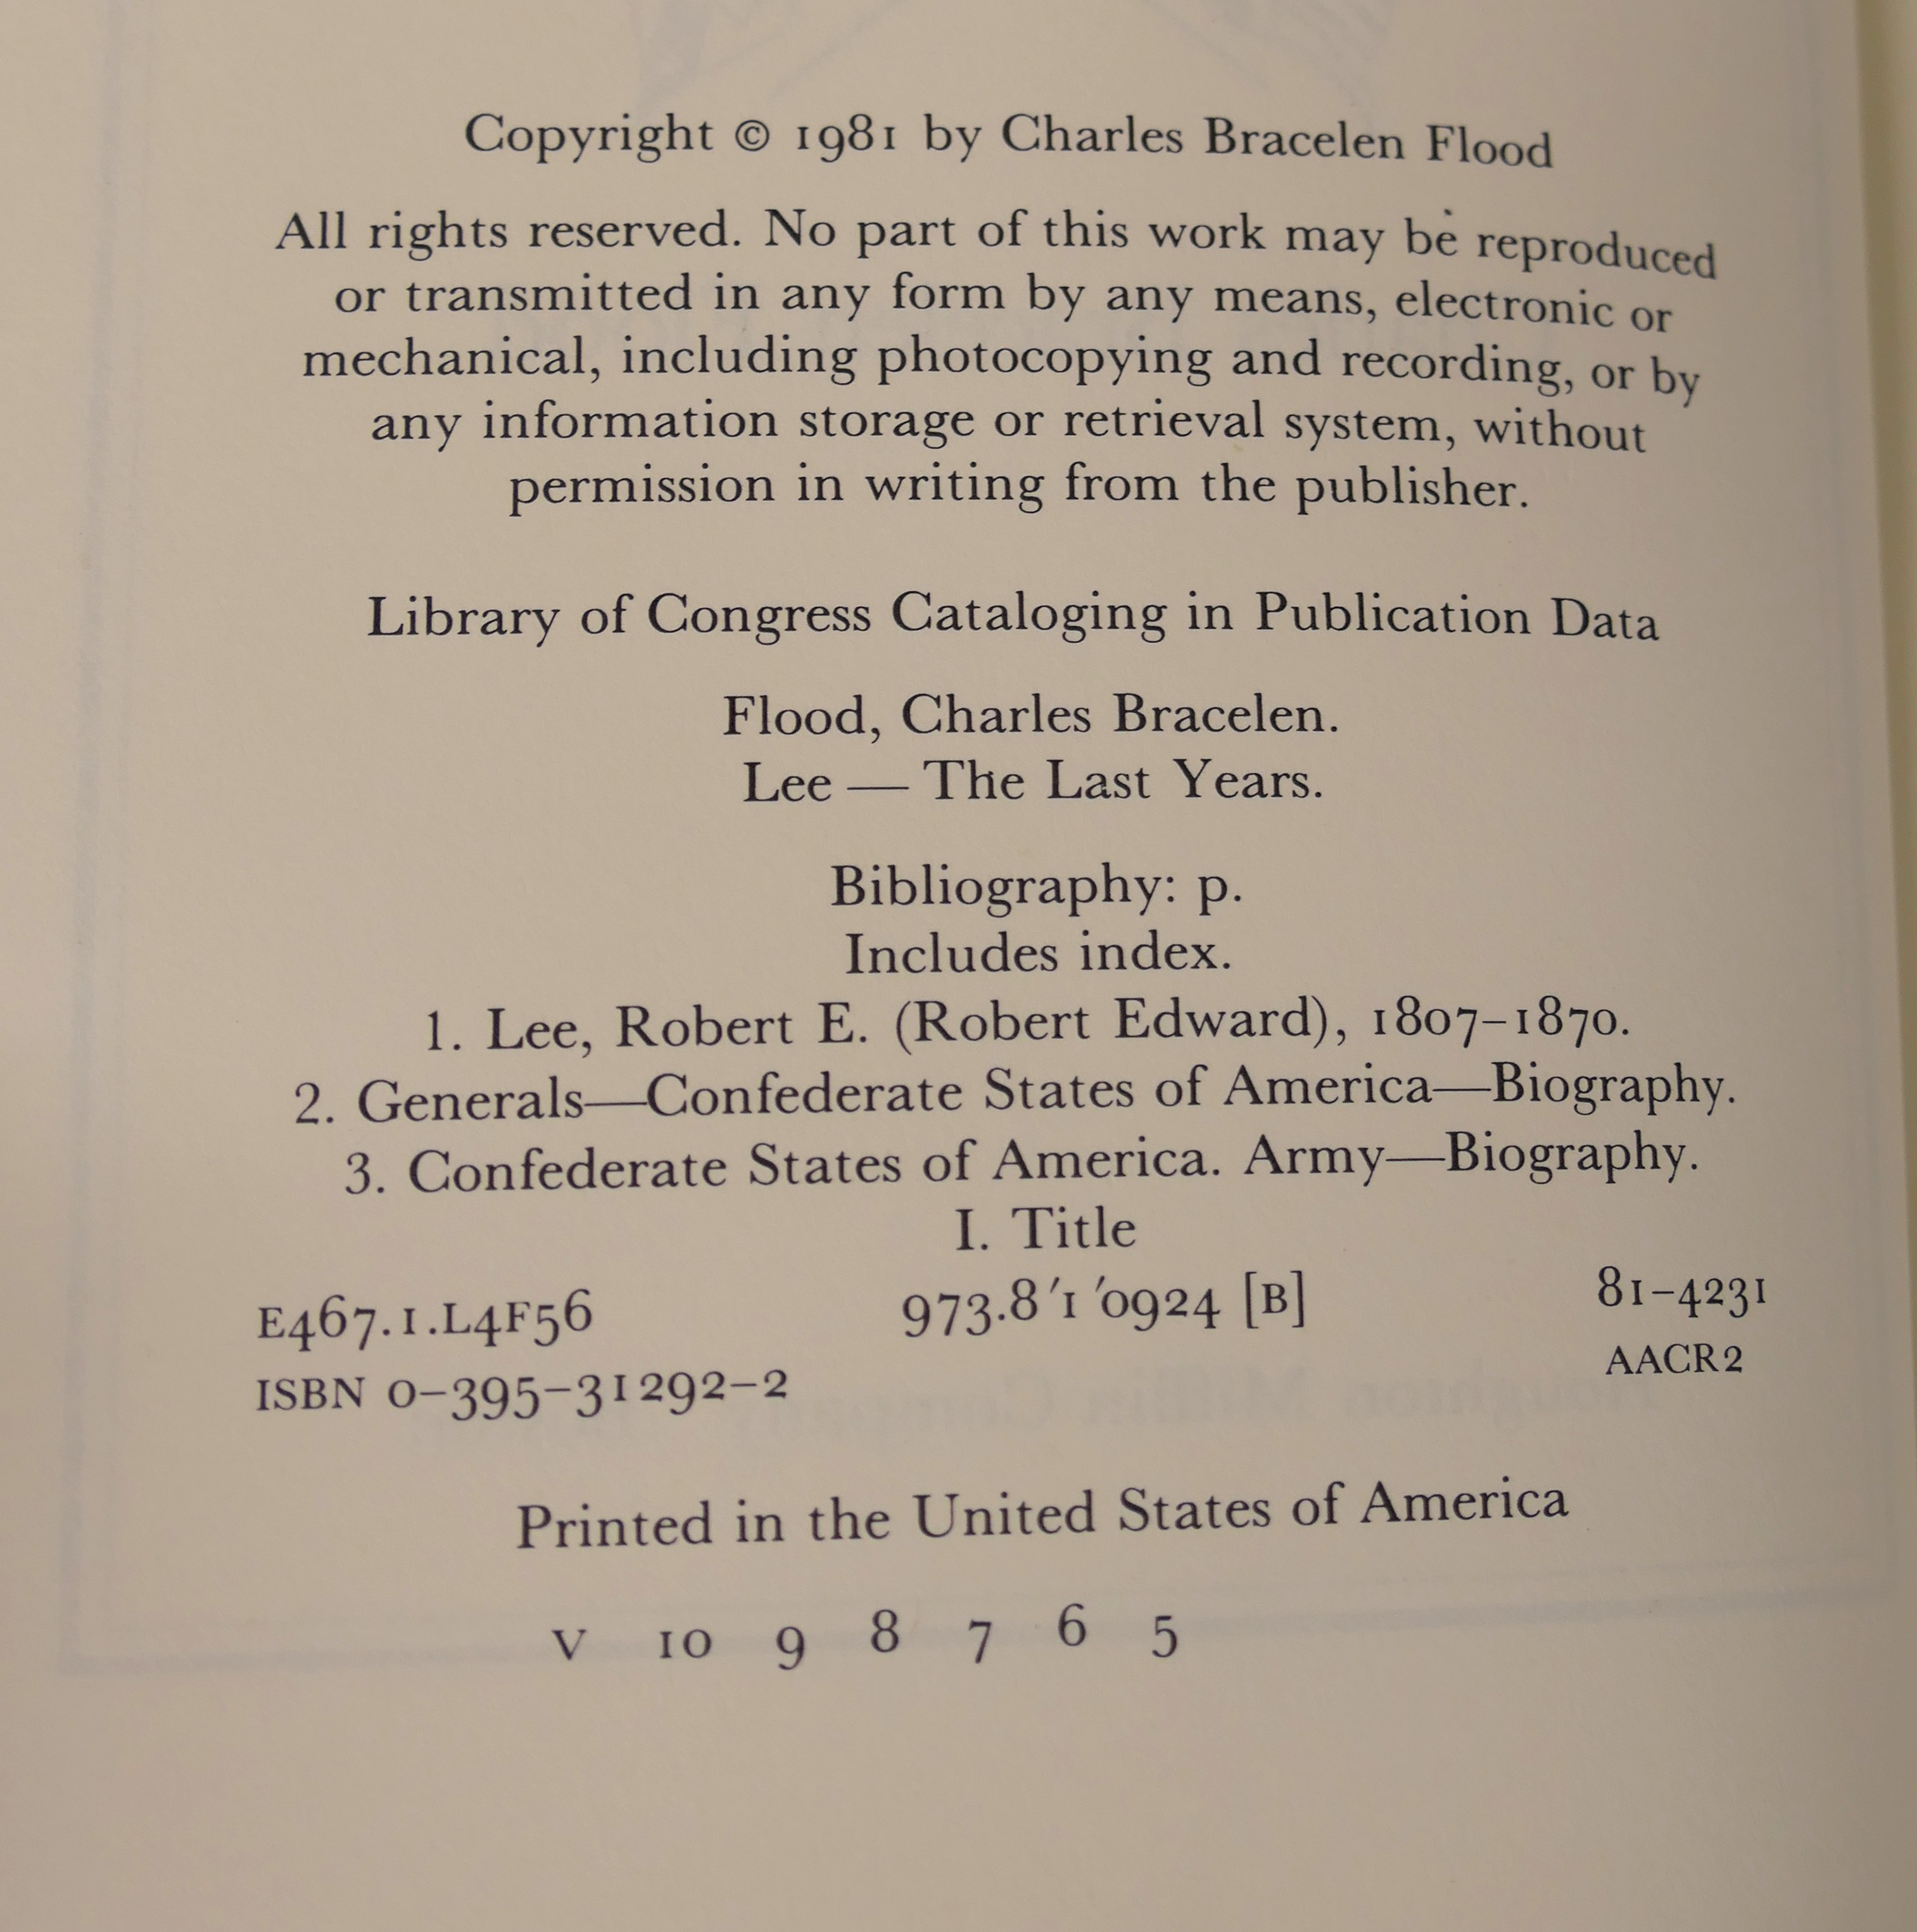 Copyright © 1981 by Charles Bracelen Flood
All rights reserved. No part of this work may be reproduced
or transmitted in any form by any means, electronic or
mechanical, including photocopying and recording, or by
any information storage or retrieval system, without
permission in writing from the publisher.
Library of Congress Cataloging in Publication Data
Flood, Charles Bracelen.
Lee — The Last Years.
Bibliography: p.
Includes index.
1. Lee, Robert E. (Robert Edward), 1807–1870.
2. Generals—Confederate States of America—Biography.
3. Confederate States of America. Army—Biography.
I. Title
E467.1.L4F56 973.8′1′0924 [B] 81-4231
ISBN 0-395-31292-2 AACR2
Printed in the United States of America
V 10 9 8 7 6 5